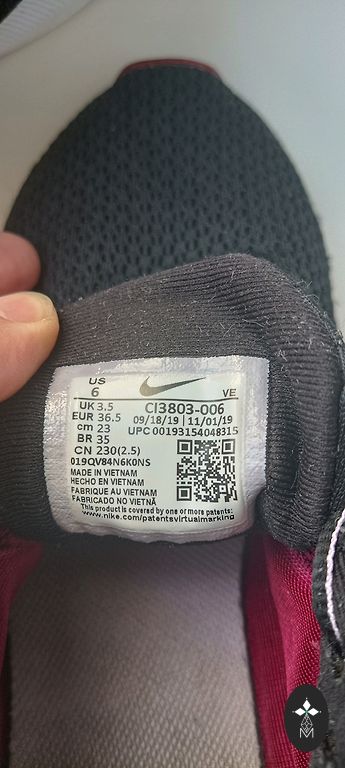 US
6
VE
UK 3.5
EUR 36.5
cm 23
BR 35
CN 230(2.5)
CI3803-006
09/18/19 | 11/01/19
UPC 00193154048315
019QV84N6K0NS
MADE IN VIETNAM
HECHO EN VIETNAM
FABRIQUE AU VIETNAM
FABRICADO NO VIETNÃ
This product is covered by one or more patents:
www.nike.com/patentsvirtualmarking
M